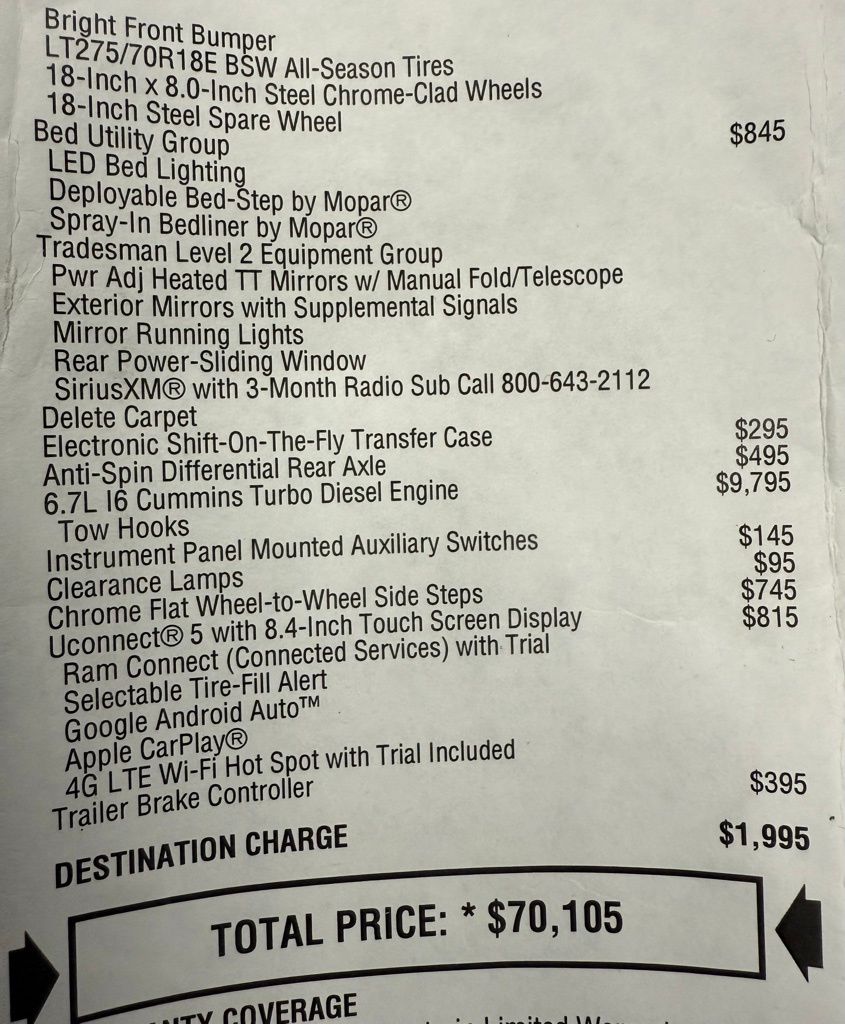 Bright Front Bumper
LT275/70R18E BSW All-Season Tires
18-Inch x 8.0-Inch Steel Chrome-Clad Wheels
18-Inch Steel Spare Wheel
Bed Utility Group $845
LED Bed Lighting
Deployable Bed-Step by Mopar®
Spray-In Bedliner by Mopar®
Tradesman Level 2 Equipment Group
Pwr Adj Heated TT Mirrors w/ Manual Fold/Telescope
Exterior Mirrors with Supplemental Signals
Mirror Running Lights
Rear Power-Sliding Window
SiriusXM® with 3-Month Radio Sub Call 800-643-2112
Delete Carpet
Electronic Shift-On-The-Fly Transfer Case $295
Anti-Spin Differential Rear Axle $495
6.7L I6 Cummins Turbo Diesel Engine $9,795
Tow Hooks
Instrument Panel Mounted Auxiliary Switches $145
Clearance Lamps $95
Chrome Flat Wheel-to-Wheel Side Steps $745
Uconnect® 5 with 8.4-Inch Touch Screen Display $815
Ram Connect (Connected Services) with Trial
Selectable Tire-Fill Alert
Google Android Auto™
Apple CarPlay®
4G LTE Wi-Fi Hot Spot with Trial Included
Trailer Brake Controller $395
DESTINATION CHARGE $1,995
TOTAL PRICE: * $70,105
COVERAGE